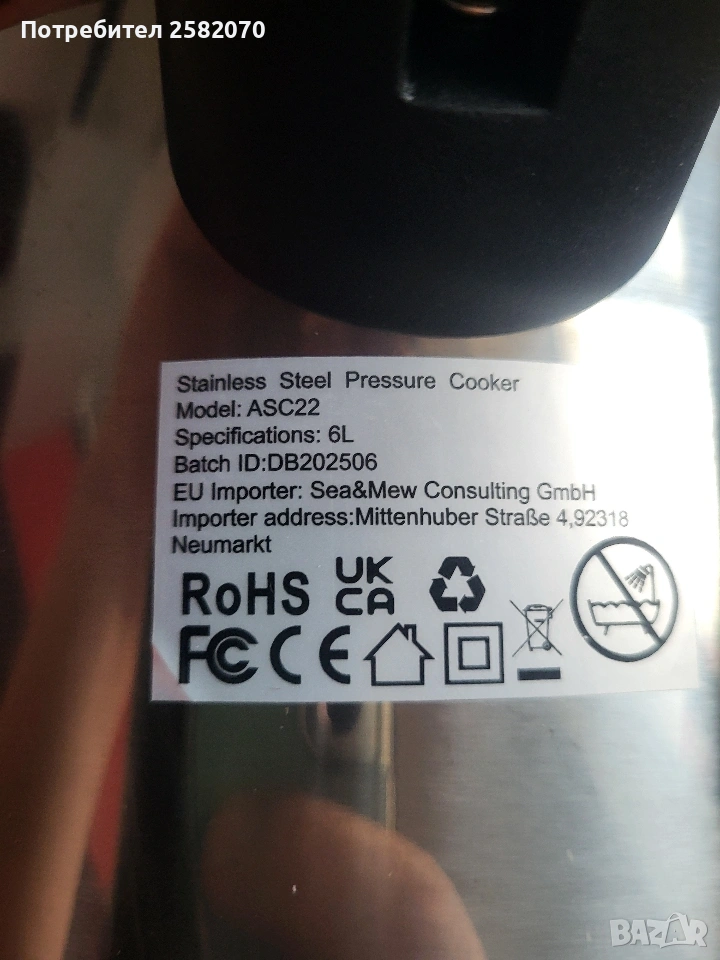 Потребител 2582070
Stainless Steel Pressure Cooker
Model: ASC22
Specifications: 6L
Batch ID:DB202506
EU Importer: Sea&Mew Consulting GmbH
Importer address:Mittenhuber Straße 4,92318
Neumarkt
RoHS UK CA
FC CE
BAZAR